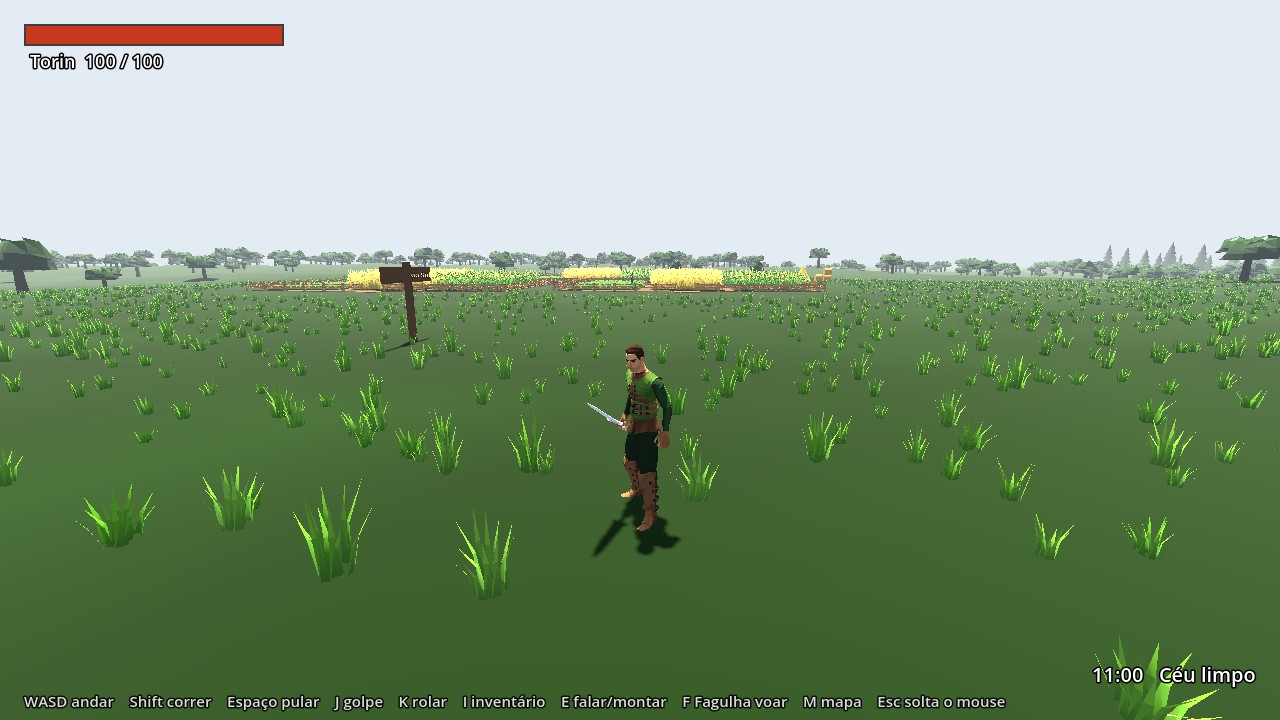 Torin 100 / 100
11:00 Céu limpo
WASD andar Shift correr Espaço pular J golpe K rolar I inventário E falar/montar F Fagulha voar M mapa Esc solta o mouse